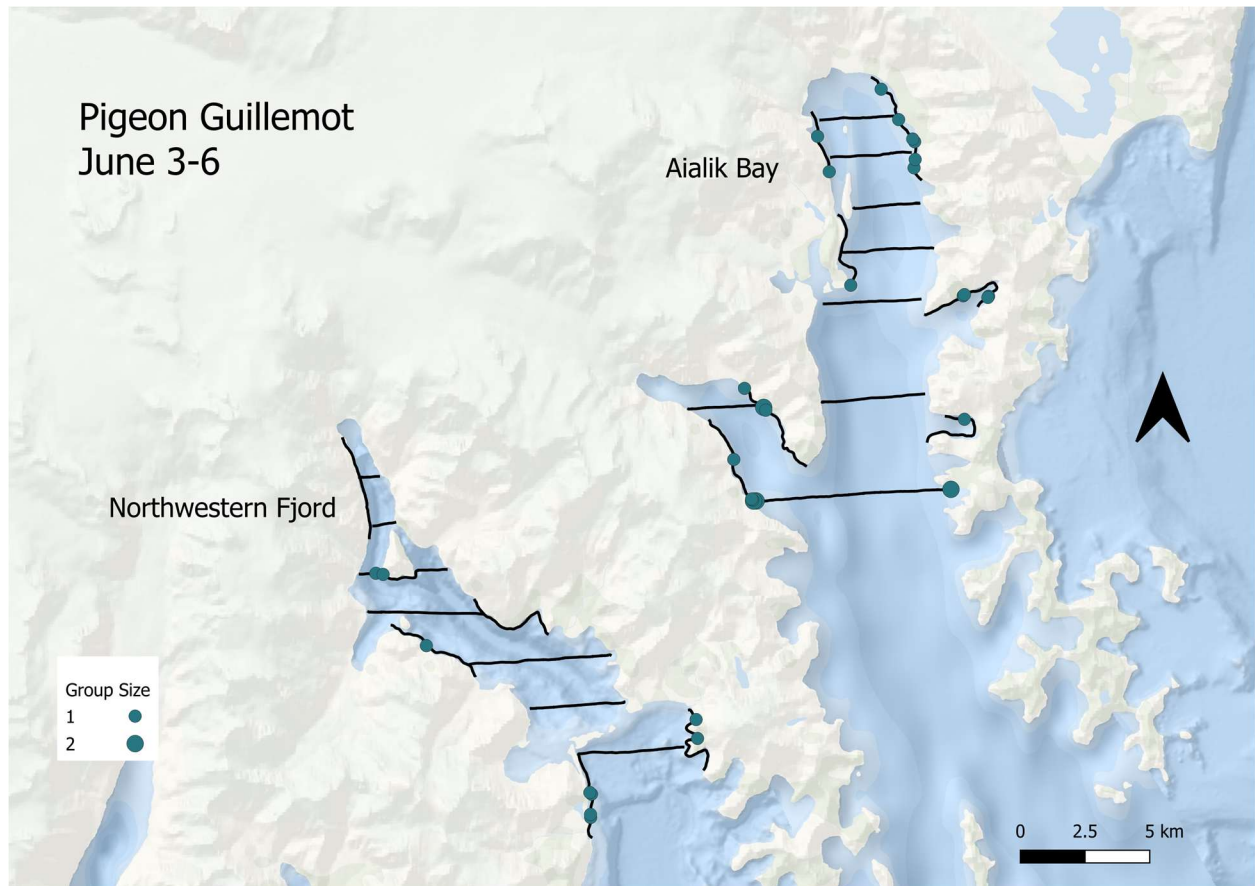 Pigeon Guillemot
June 3-6
Aialik Bay
Northwestern Fjord
Group Size
1
2
0 2.5 5 km